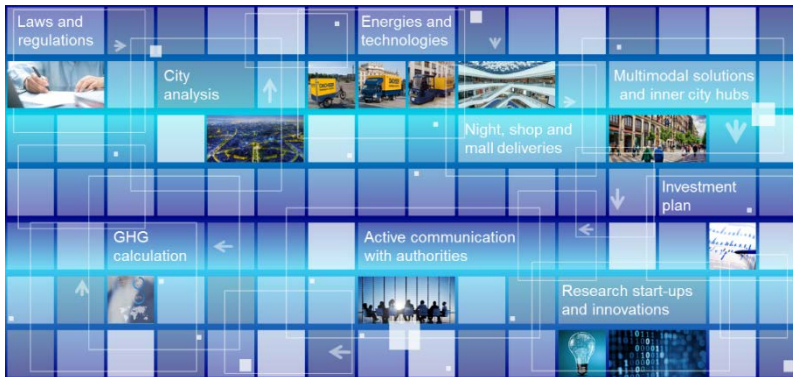 Laws and
regulations
Energies and
technologies
City
analysis
Multimodal solutions
and inner city hubs
Night, shop and
mall deliveries
Investment
plan
GHG
calculation
Active communication
with authorities
Research start-ups
and innovations